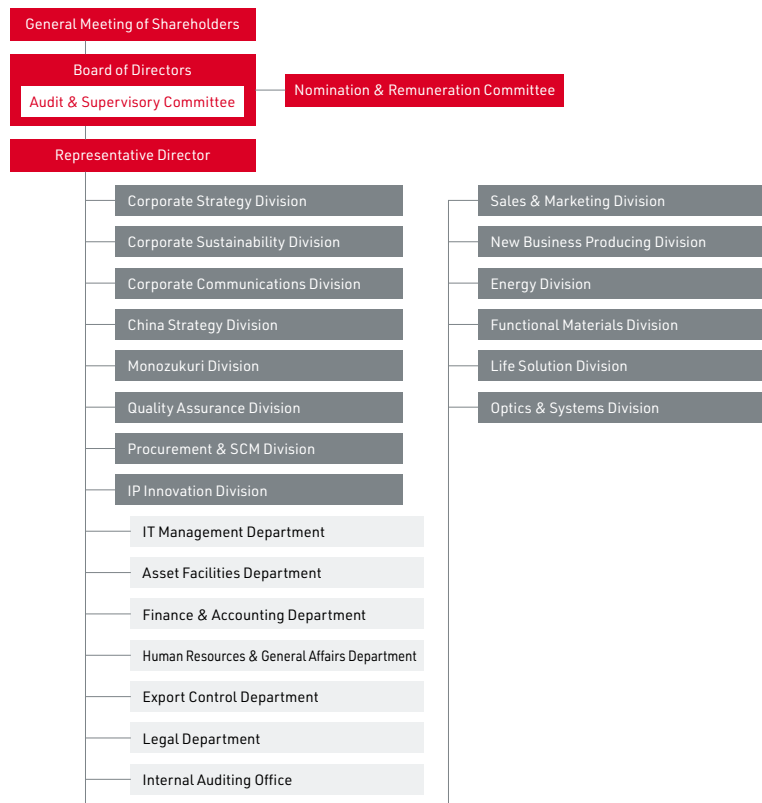 General Meeting of Shareholders
Board of Directors
Audit & Supervisory Committee
Nomination & Remuneration Committee
Representative Director
Corporate Strategy Division
Corporate Sustainability Division
Corporate Communications Division
China Strategy Division
Monozukuri Division
Quality Assurance Division
Procurement & SCM Division
IP Innovation Division
IT Management Department
Asset Facilities Department
Finance & Accounting Department
Human Resources & General Affairs Department
Export Control Department
Legal Department
Internal Auditing Office
Sales & Marketing Division
New Business Producing Division
Energy Division
Functional Materials Division
Life Solution Division
Optics & Systems Division